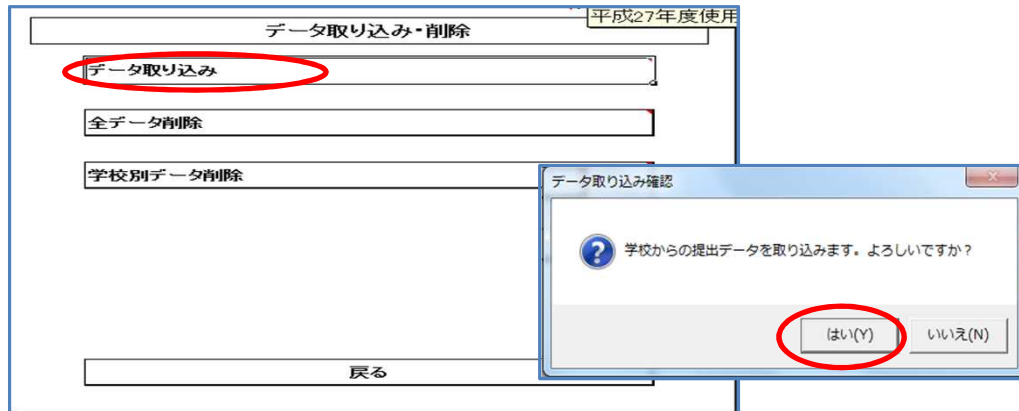 平成27年度使用
データ取り込み・削除
データ取り込み
全データ削除
学校別データ削除
戻る
データ取り込み確認
学校からの提出データを取り込みます。よろしいですか？
はい(Y)
いいえ(N)